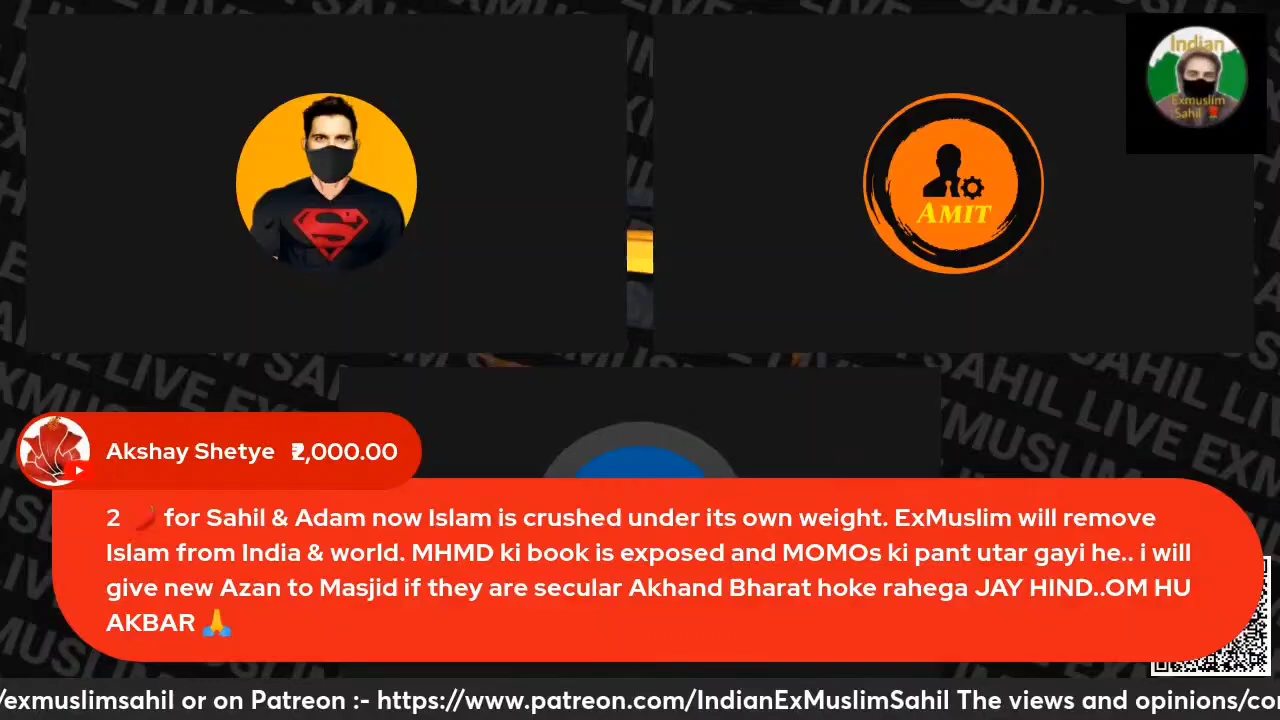 Indian
Exmuslim
Sahil
AMIT
Akshay Shetye ₹2,000.00
2 🌶️ for Sahil & Adam now Islam is crushed under its own weight. ExMuslim will remove
Islam from India & world. MHMD ki book is exposed and MOMOs ki pant utar gayi he.. i will
give new Azan to Masjid if they are secular Akhand Bharat hoke rahega JAY HIND..OM HU
AKBAR 🙏
/exmuslimsahil or on Patreon :- https://www.patreon.com/IndianExMuslimSahil The views and opinions/co